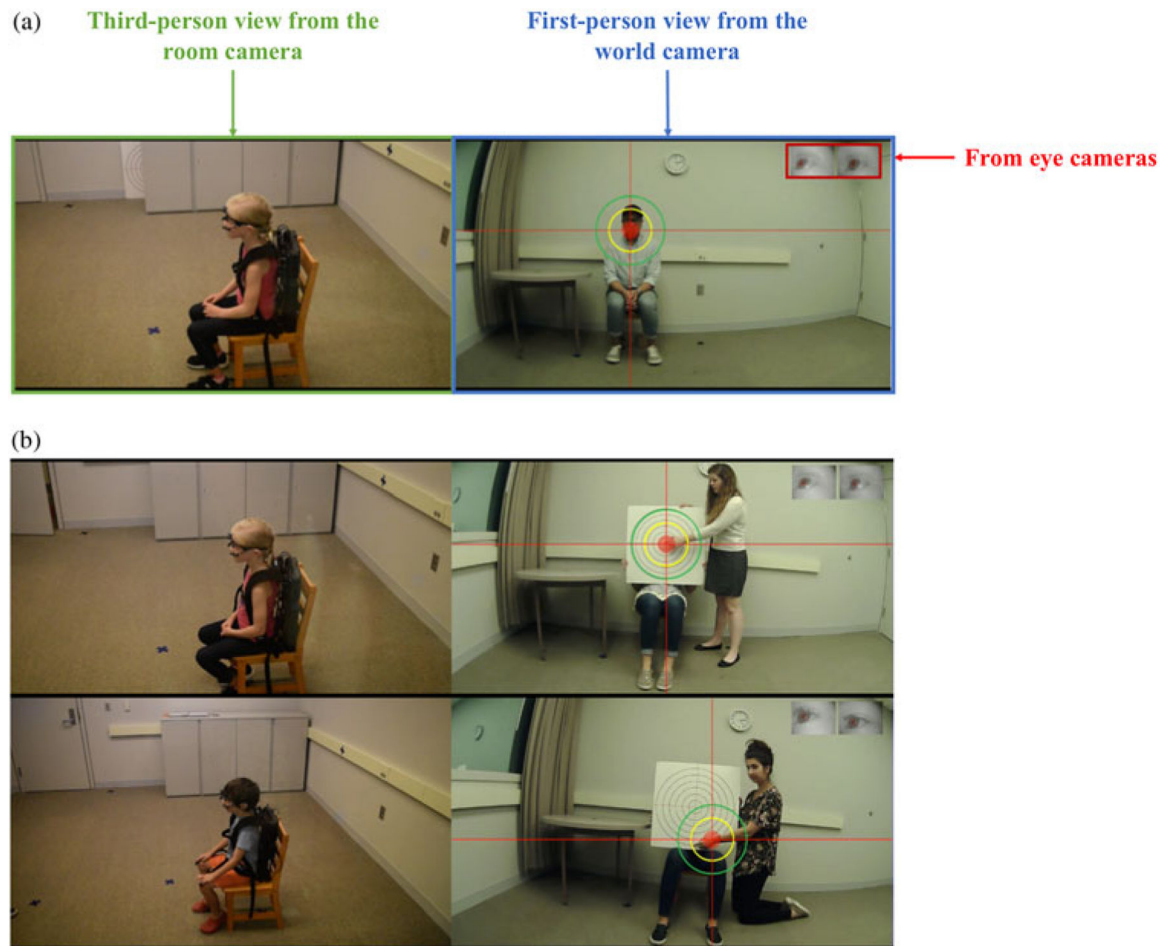 (a)
Third-person view from the
room camera
First-person view from the
world camera
From eye cameras
(b)